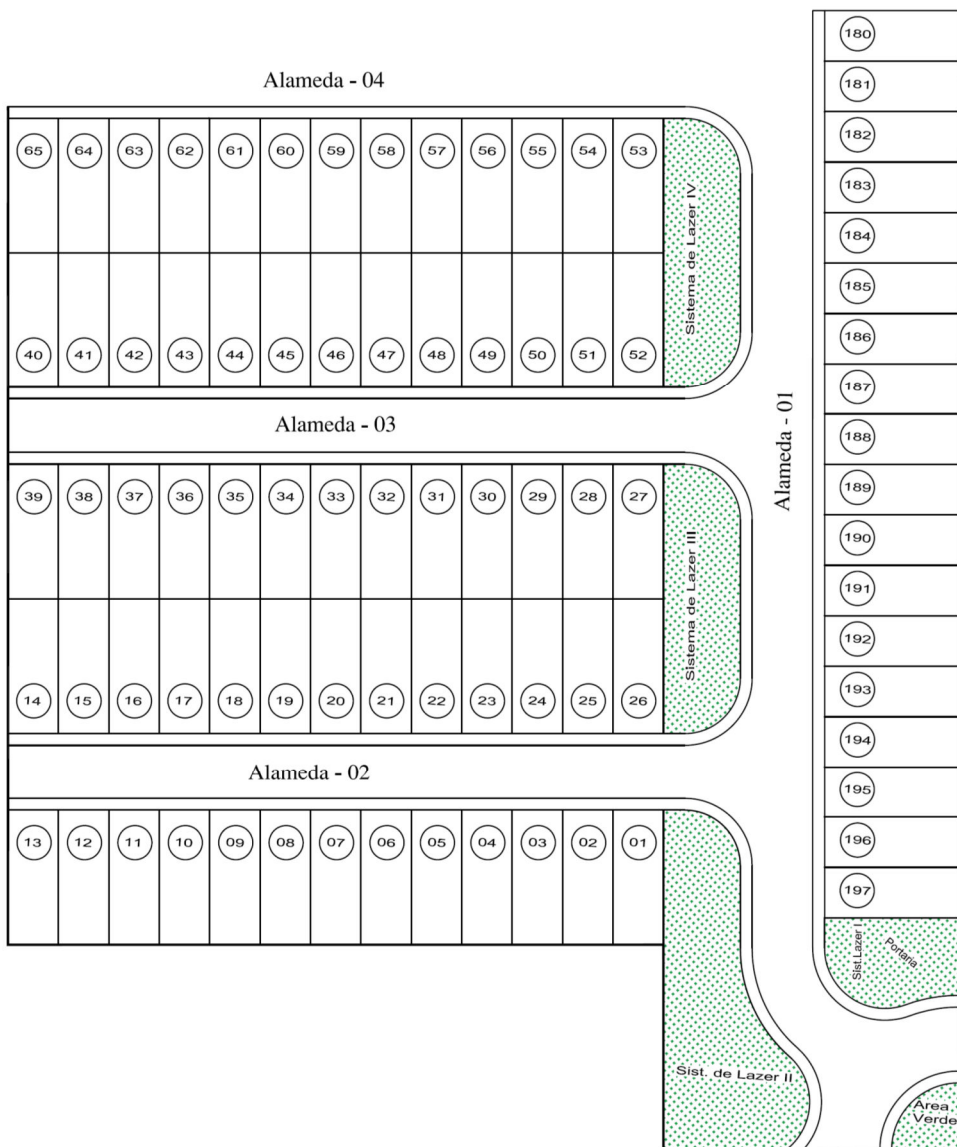 Alameda - 04
65 64 63 62 61 60 59 58 57 56 55 54 53
Sistema de Lazer IV
40 41 42 43 44 45 46 47 48 49 50 51 52
Alameda - 03
39 38 37 36 35 34 33 32 31 30 29 28 27
Sistema de Lazer III
14 15 16 17 18 19 20 21 22 23 24 25 26
Alameda - 02
13 12 11 10 09 08 07 06 05 04 03 02 01
Sist. de Lazer II
Alameda - 01
180
181
182
183
184
185
186
187
188
189
190
191
192
193
194
195
196
197
Sist.Lazer I
Portaria
Área
Verde